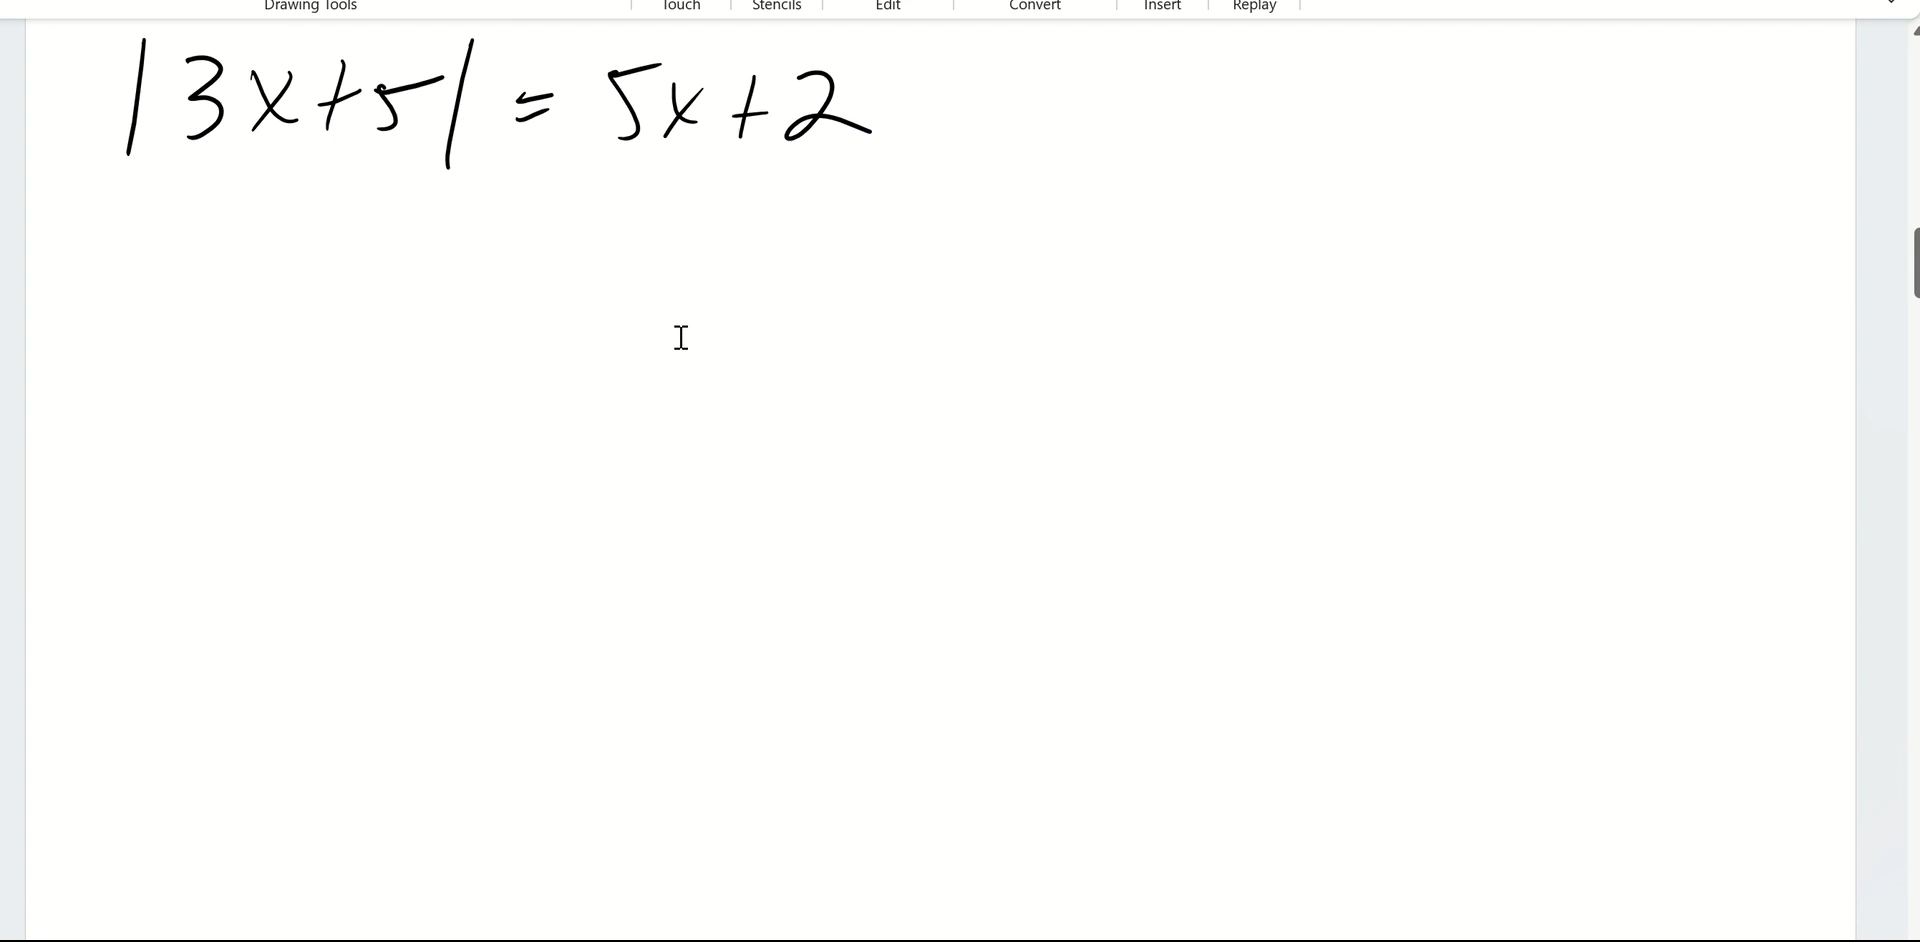 Drawing Tools Touch Stencils Edit Convert Insert Replay
|3x+5| = 5x+2